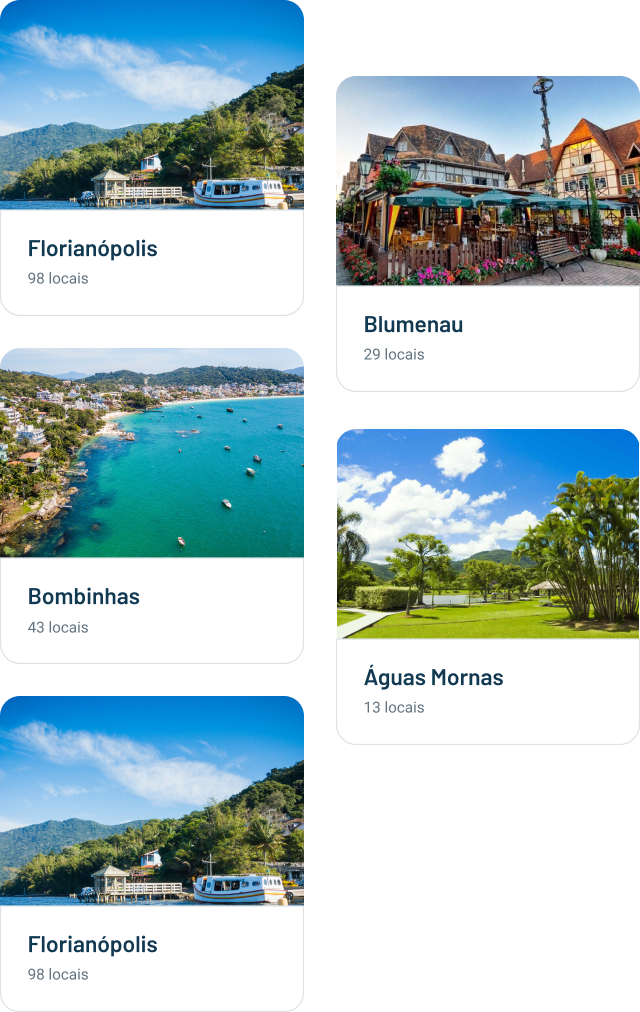 Florianópolis
98 locais
Blumenau
29 locais
Bombinhas
43 locais
Águas Mornas
13 locais
Florianópolis
98 locais